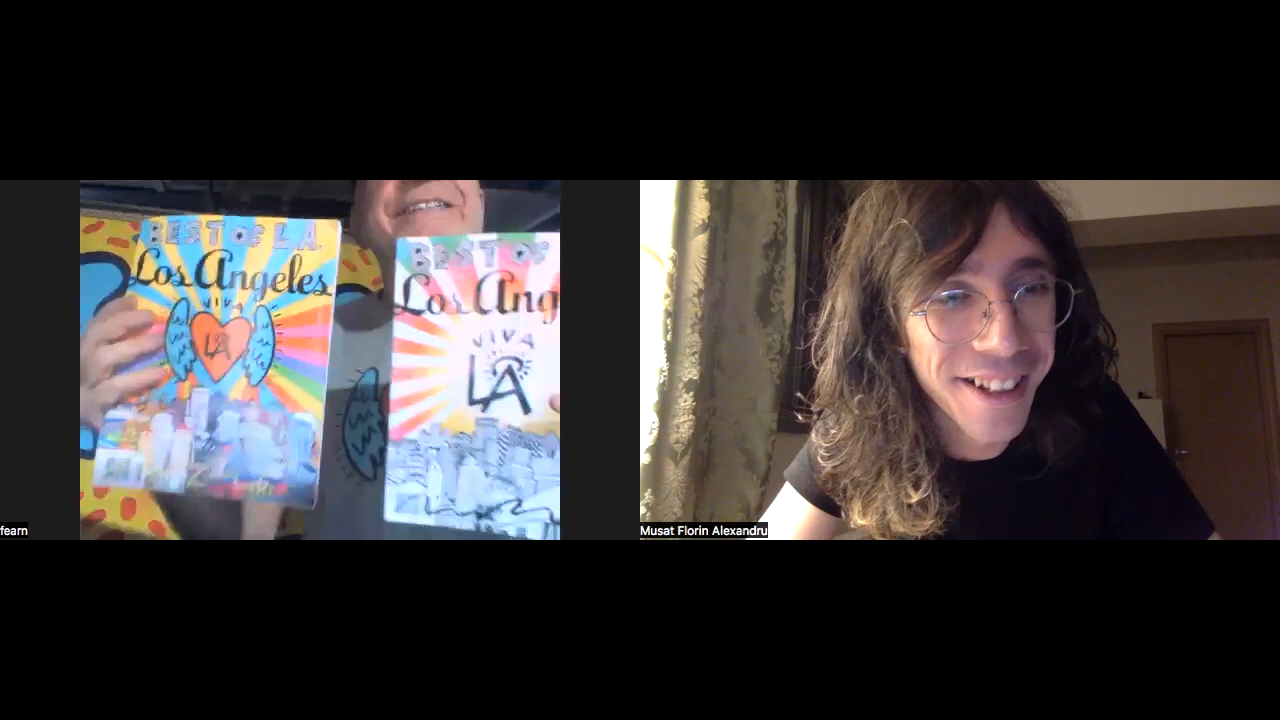 BEST OF L.A.
Los Angeles
VIVA
LA
BEST OF
Los Ang
VIVA
LA
fearn
Musat Florin Alexandru